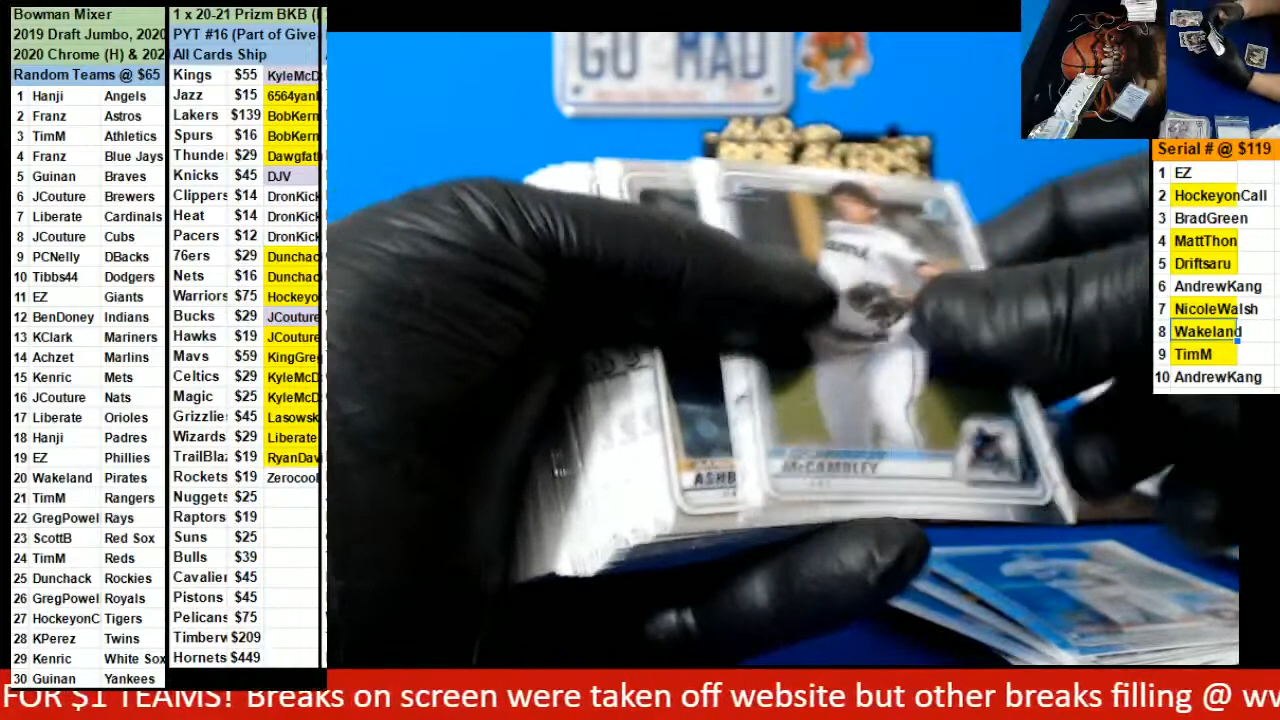 Bowman Mixer
2019 Draft Jumbo, 2020
2020 Chrome (H) & 202
Random Teams @ $65
1 Hanji Angels
2 Franz Astros
3 TimM Athletics
4 Franz Blue Jays
5 Guinan Braves
6 JCouture Brewers
7 Liberate Cardinals
8 JCouture Cubs
9 PCNelly DBacks
10 Tibbs44 Dodgers
11 EZ Giants
12 BenDoney Indians
13 KClark Mariners
14 Achzet Marlins
15 Kenric Mets
16 JCouture Nats
17 Liberate Orioles
18 Hanji Padres
19 EZ Phillies
20 Wakeland Pirates
21 TimM Rangers
22 GregPowel Rays
23 ScottB Red Sox
24 TimM Reds
25 Dunchack Rockies
26 GregPowel Royals
27 HockeyonC Tigers
28 KPerez Twins
29 Kenric White Sox
30 Guinan Yankees
1 x 20-21 Prizm BKB (
PYT #16 (Part of Give
All Cards Ship
Kings $55 KyleMcD
Jazz $15 6564yank
Lakers $139 BobKern
Spurs $16 BobKern
Thunde $29 Dawgfath
Knicks $45 DJV
Clippers $14 DronKick
Heat $14 DronKick
Pacers $12 DronKick
76ers $29 Dunchac
Nets $16 Dunchac
Warriors $75 Hockeyo
Bucks $29 JCouture
Hawks $19 JCouture
Mavs $59 KingGre
Celtics $29 KyleMcD
Magic $25 KyleMcD
Grizzlie $45 Lasowsk
Wizards $29 Liberate
TrailBlaz $19 RyanDav
Rockets $19 Zerocool
Nuggets $25
Raptors $19
Suns $25
Bulls $39
Cavalier $45
Pistons $45
Pelicans $75
Timberw $209
Hornets $449
GO MAD
ASHB
McCAMBLEY
Serial # @ $119
1 EZ
2 HockeyonCall
3 BradGreen
4 MattThon
5 Driftsaru
6 AndrewKang
7 NicoleWalsh
8 Wakeland
9 TimM
10 AndrewKang
FOR $1 TEAMS! Breaks on screen were taken off website but other breaks filling @ wv